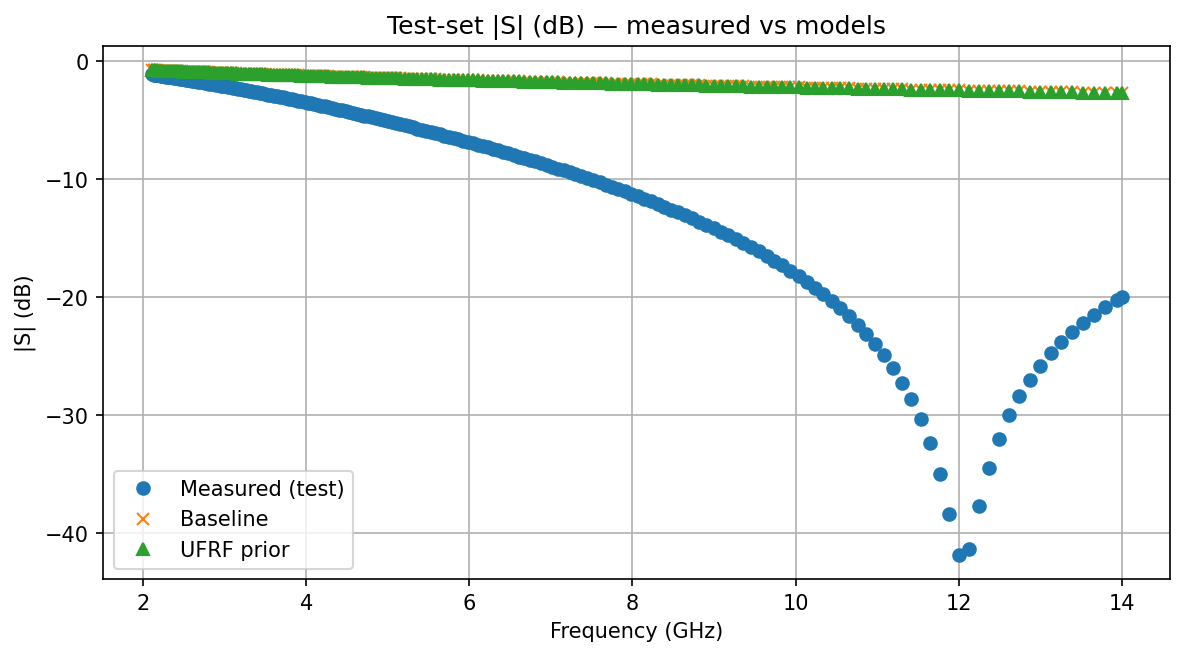 Test-set |S| (dB) — measured vs models
0
−10
−20
−30
−40
|S| (dB)
Measured (test)
Baseline
UFRF prior
2 4 6 8 10 12 14
Frequency (GHz)